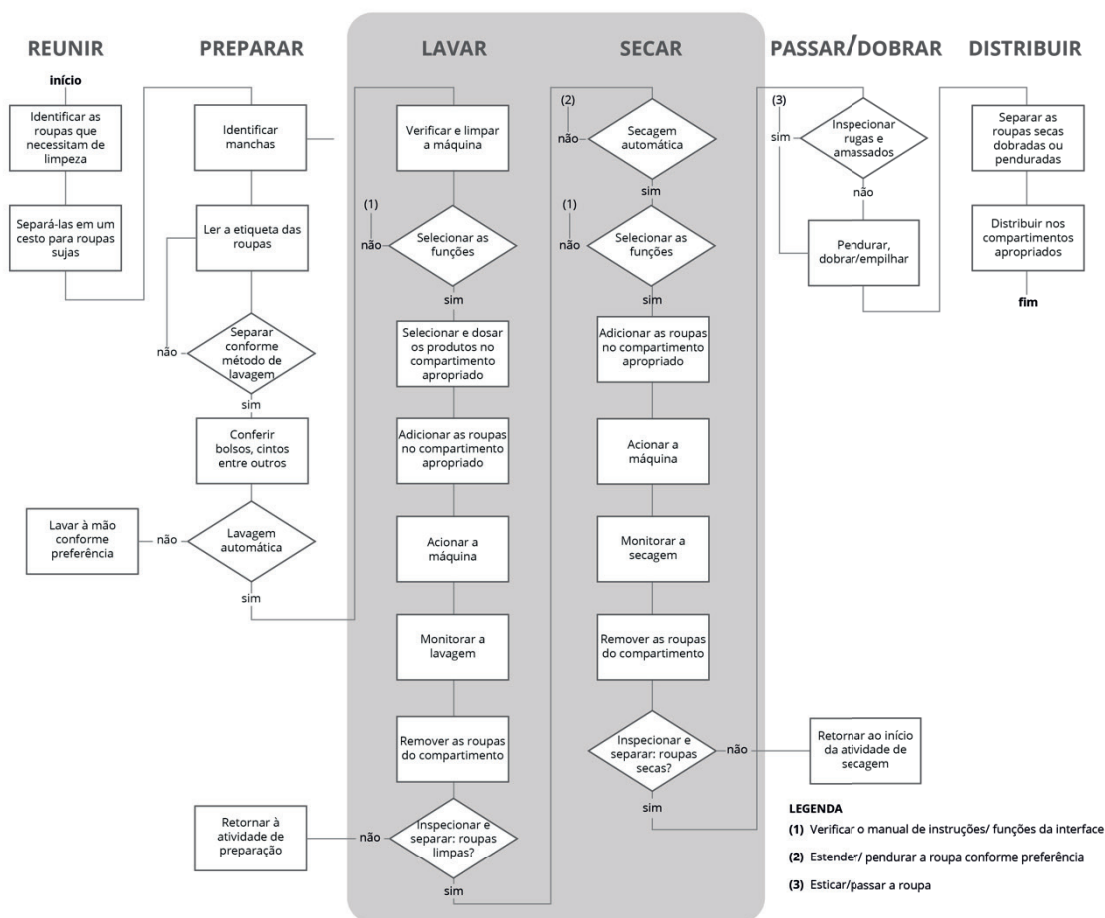 REUNIR
início
Identificar as
roupas que
necessitam de
limpeza
Separá-las em um
cesto para roupas
sujas
PREPARAR
Identificar
manchas
Ler a etiqueta das
roupas
Separar
conforme
método de
lavagem
não
sim
Conferir
bolsos, cintos
entre outros
Lavagem
automática
não
Lavar à mão
conforme
preferência
sim
LAVAR
Verificar e limpar
a máquina
(1)
não
Selecionar as
funções
sim
Selecionar e dosar
os produtos no
compartimento
apropriado
Adicionar as roupas
no compartimento
apropriado
Acionar a
máquina
Monitorar a
lavagem
Remover as roupas
do compartimento
Inspecionar e
separar: roupas
limpas?
não
Retornar à
atividade de
preparação
sim
SECAR
(2)
não
Secagem
automática
sim
(1)
não
Selecionar as
funções
sim
Adicionar as roupas
no compartimento
apropriado
Acionar a
máquina
Monitorar a
secagem
Remover as roupas
do compartimento
Inspecionar e
separar: roupas
secas?
não
Retornar ao início
da atividade de
secagem
sim
PASSAR/DOBRAR
(3)
sim
Inspecionar
rugas e
amassados
não
Pendurar,
dobrar/empilhar
DISTRIBUIR
Separar as
roupas secas
dobradas ou
penduradas
Distribuir nos
compartimentos
apropriados
fim
LEGENDA
(1) Verificar o manual de instruções/ funções da interface
(2) Estender/ pendurar a roupa conforme preferência
(3) Esticar/passar a roupa